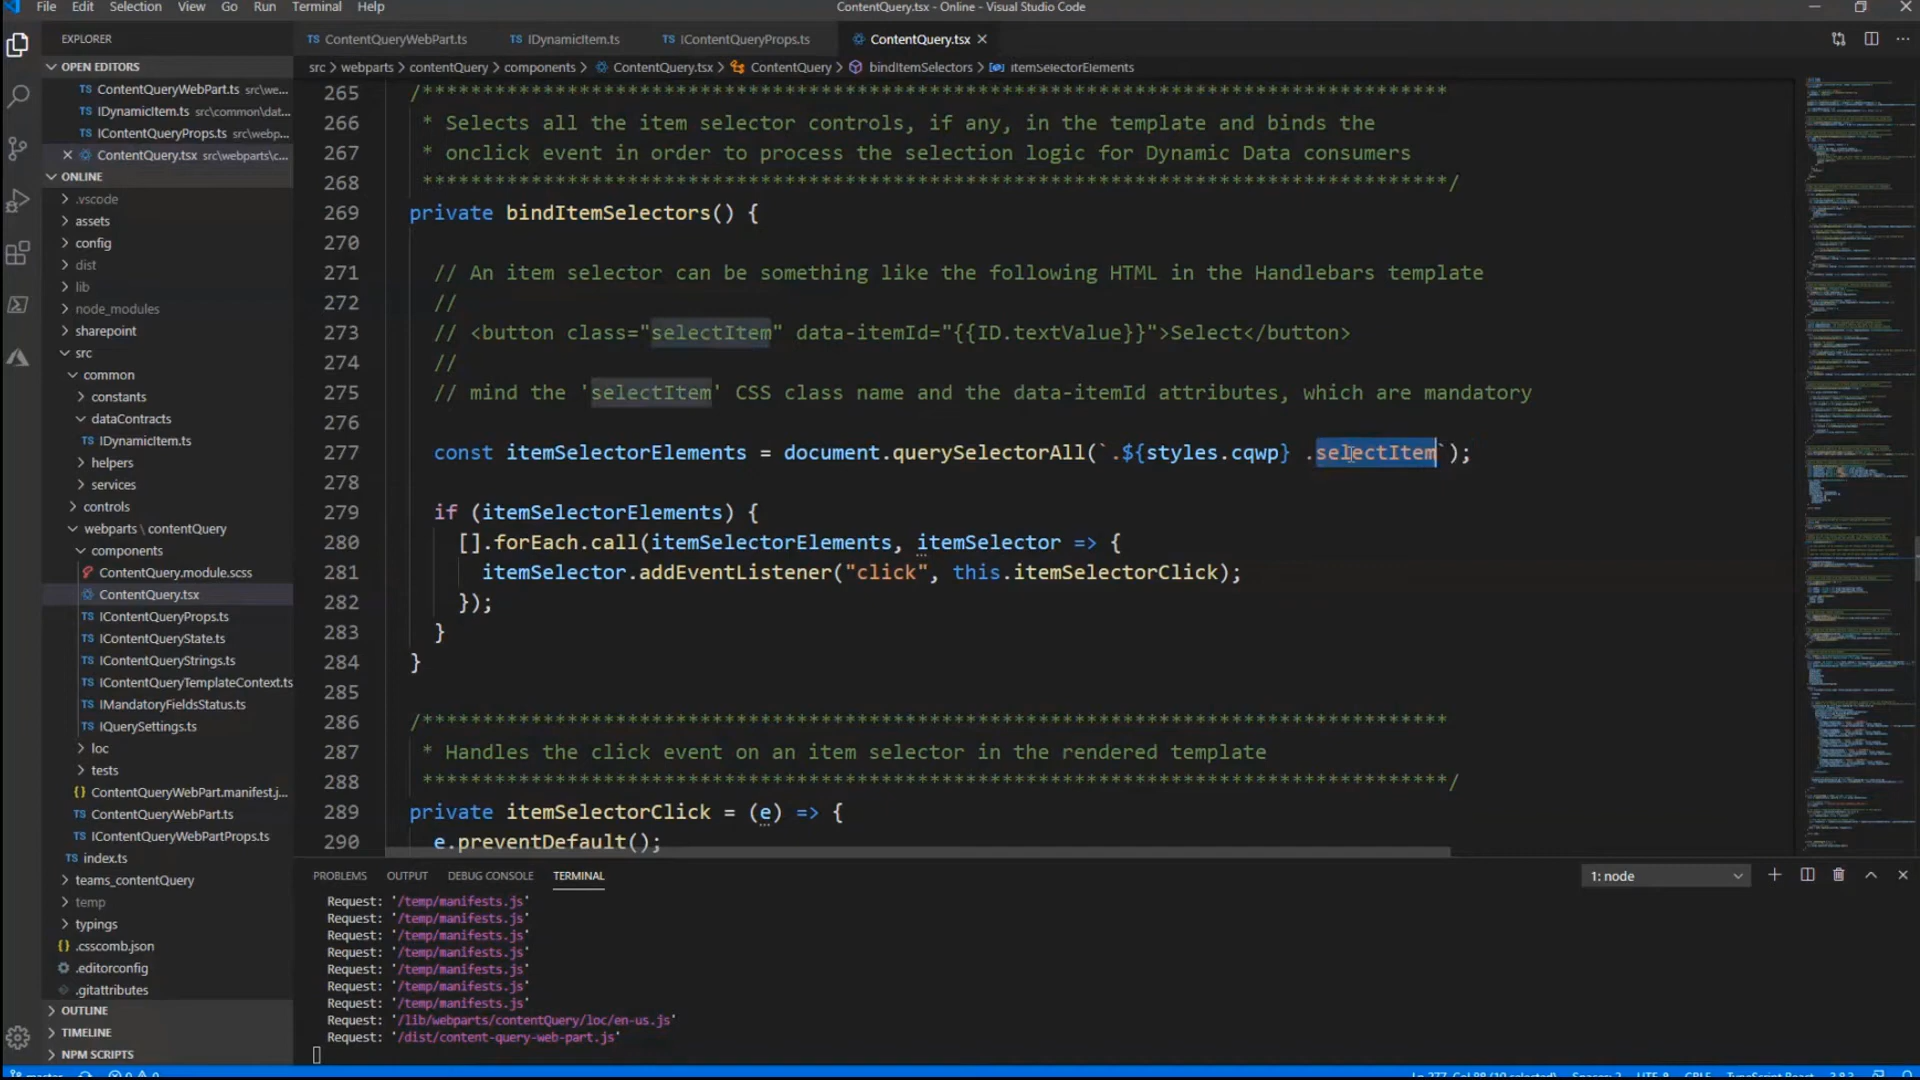 File Edit Selection View Go Run Terminal Help
ContentQuery.tsx - Online - Visual Studio Code
EXPLORER
OPEN EDITORS
ContentQueryWebPart.ts src\we...
IDynamicItem.ts src\common\dat...
IContentQueryProps.ts src\webp...
ContentQuery.tsx src\webparts\c...
ONLINE
.vscode
assets
config
dist
lib
node_modules
sharepoint
src
common
constants
dataContracts
IDynamicItem.ts
helpers
services
controls
webparts \ contentQuery
components
ContentQuery.module.scss
ContentQuery.tsx
IContentQueryProps.ts
IContentQueryState.ts
IContentQueryStrings.ts
IContentQueryTemplateContext.ts
IMandatoryFieldsStatus.ts
IQuerySettings.ts
loc
tests
ContentQueryWebPart.manifest.j...
ContentQueryWebPart.ts
IContentQueryWebPartProps.ts
index.ts
teams_contentQuery
temp
typings
.csscomb.json
.editorconfig
.gitattributes
OUTLINE
TIMELINE
NPM SCRIPTS
ContentQueryWebPart.ts IDynamicItem.ts IContentQueryProps.ts ContentQuery.tsx
src > webparts > contentQuery > components > ContentQuery.tsx > ContentQuery > bindItemSelectors > itemSelectorElements
265 /*************************************************************************************
266 * Selects all the item selector controls, if any, in the template and binds the
267 * onclick event in order to process the selection logic for Dynamic Data consumers
268 *************************************************************************************/
269 private bindItemSelectors() {
270
271 // An item selector can be something like the following HTML in the Handlebars template
272 //
273 // <button class="selectItem" data-itemId="{{ID.textValue}}">Select</button>
274 //
275 // mind the 'selectItem' CSS class name and the data-itemId attributes, which are mandatory
276
277 const itemSelectorElements = document.querySelectorAll(`.${styles.cqwp} .selectItem`);
278
279 if (itemSelectorElements) {
280 [].forEach.call(itemSelectorElements, itemSelector => {
281 itemSelector.addEventListener("click", this.itemSelectorClick);
282 });
283 }
284 }
285
286 /*************************************************************************************
287 * Handles the click event on an item selector in the rendered template
288 *************************************************************************************/
289 private itemSelectorClick = (e) => {
290 e.preventDefault();
PROBLEMS OUTPUT DEBUG CONSOLE TERMINAL
1: node
Request: '/temp/manifests.js'
Request: '/temp/manifests.js'
Request: '/temp/manifests.js'
Request: '/temp/manifests.js'
Request: '/temp/manifests.js'
Request: '/temp/manifests.js'
Request: '/temp/manifests.js'
Request: '/lib/webparts/contentQuery/loc/en-us.js'
Request: '/dist/content-query-web-part.js'